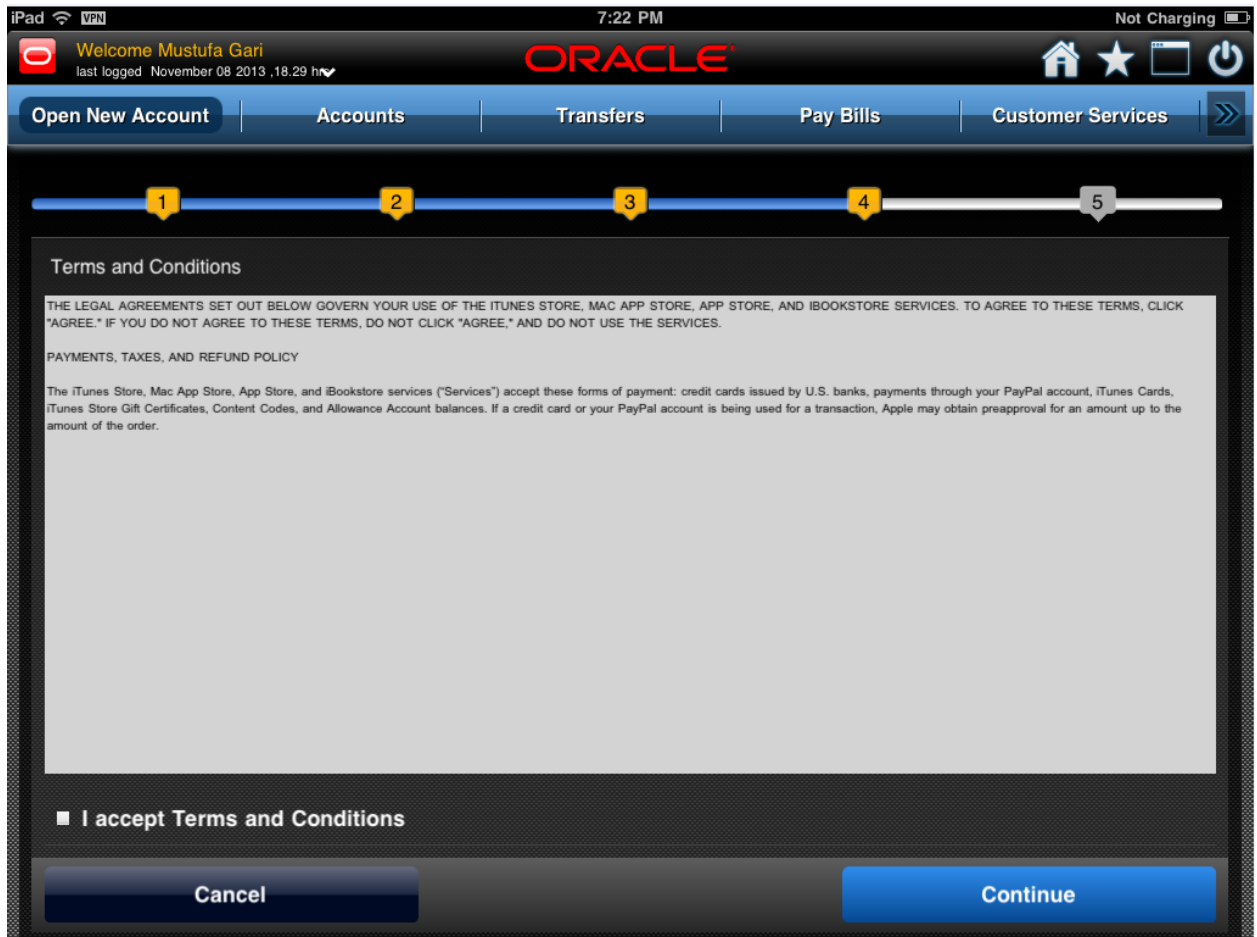 iPad VPN 7:22 PM Not Charging
Welcome Mustufa Gari
ORACLE
last logged November 08 2013 ,18.29 hr
Open New Account Accounts Transfers Pay Bills Customer Services
1 2 3 4 5
Terms and Conditions
THE LEGAL AGREEMENTS SET OUT BELOW GOVERN YOUR USE OF THE ITUNES STORE, MAC APP STORE, APP STORE, AND IBOOKSTORE SERVICES. TO AGREE TO THESE TERMS, CLICK
"AGREE." IF YOU DO NOT AGREE TO THESE TERMS, DO NOT CLICK "AGREE," AND DO NOT USE THE SERVICES.
PAYMENTS, TAXES, AND REFUND POLICY
The iTunes Store, Mac App Store, App Store, and iBookstore services (“Services”) accept these forms of payment: credit cards issued by U.S. banks, payments through your PayPal account, iTunes Cards,
iTunes Store Gift Certificates, Content Codes, and Allowance Account balances. If a credit card or your PayPal account is being used for a transaction, Apple may obtain preapproval for an amount up to the
amount of the order.
I accept Terms and Conditions
Cancel Continue